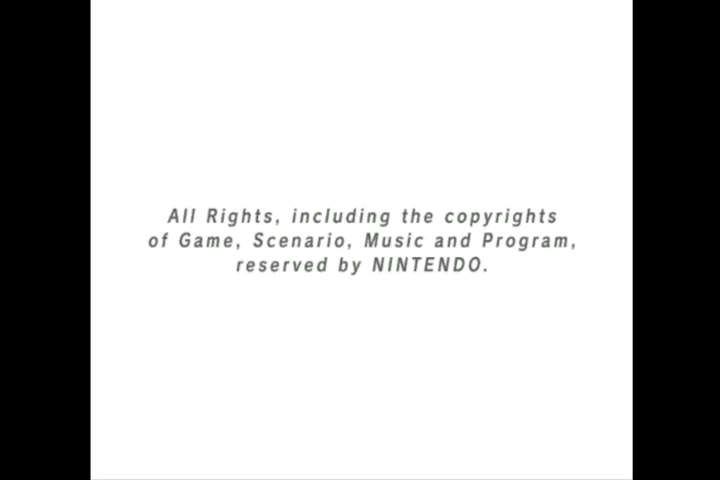 All Rights, including the copyrights
of Game, Scenario, Music and Program,
reserved by NINTENDO.